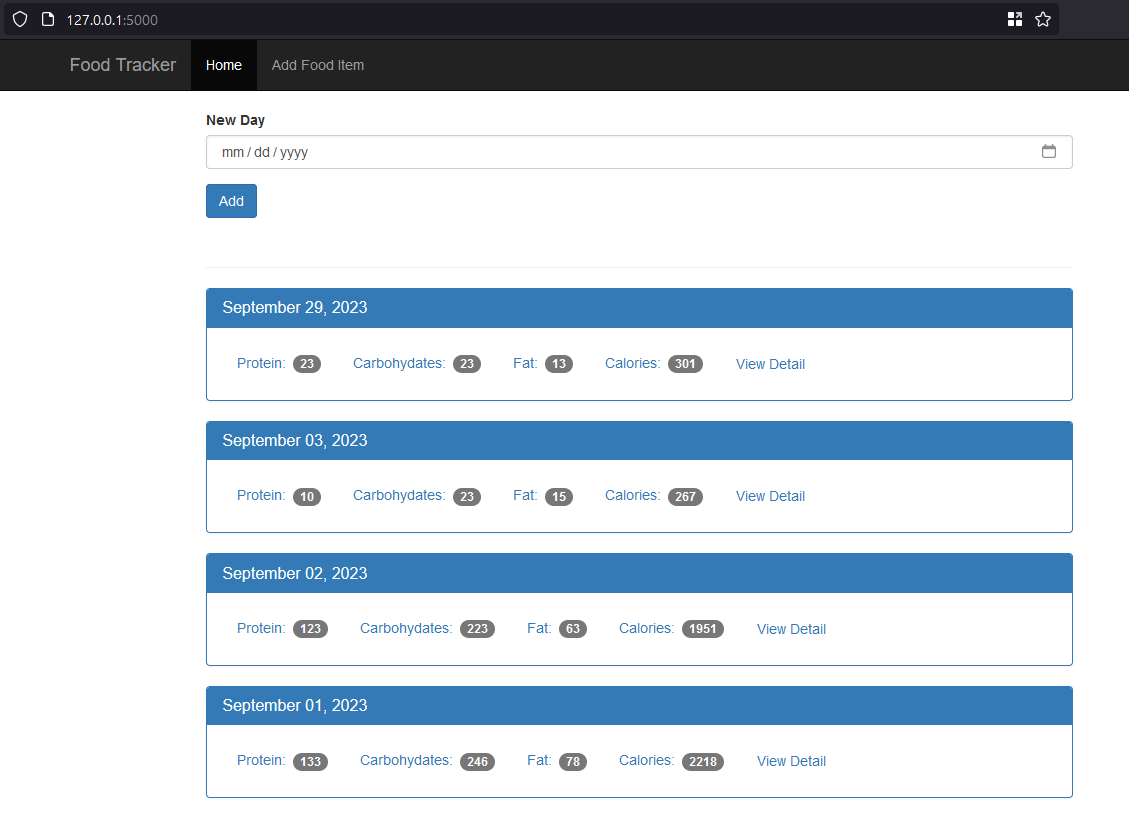 127.0.0.1:5000
Food Tracker Home Add Food Item
New Day
mm / dd / yyyy
Add
September 29, 2023
Protein: 23 Carbohydates: 23 Fat: 13 Calories: 301 View Detail
September 03, 2023
Protein: 10 Carbohydates: 23 Fat: 15 Calories: 267 View Detail
September 02, 2023
Protein: 123 Carbohydates: 223 Fat: 63 Calories: 1951 View Detail
September 01, 2023
Protein: 133 Carbohydates: 246 Fat: 78 Calories: 2218 View Detail